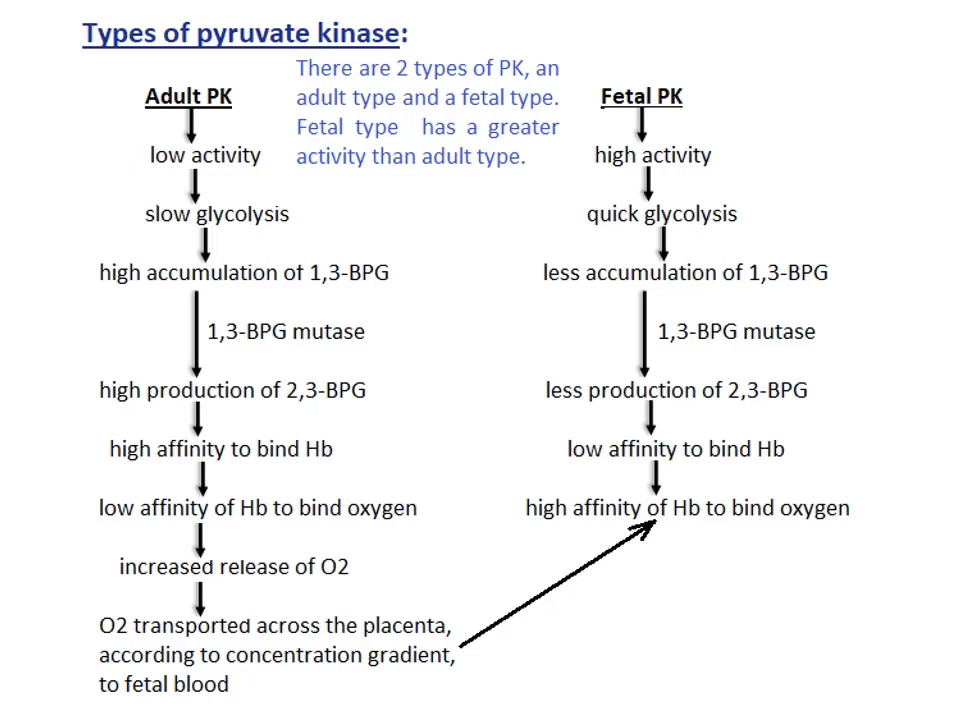 Types of pyruvate kinase:
There are 2 types of PK, an
adult type and a fetal type.
Fetal type has a greater
activity than adult type.
Adult PK
low activity
slow glycolysis
high accumulation of 1,3-BPG
1,3-BPG mutase
high production of 2,3-BPG
high affinity to bind Hb
low affinity of Hb to bind oxygen
increased release of O2
O2 transported across the placenta,
according to concentration gradient,
to fetal blood
Fetal PK
high activity
quick glycolysis
less accumulation of 1,3-BPG
1,3-BPG mutase
less production of 2,3-BPG
low affinity to bind Hb
high affinity of Hb to bind oxygen